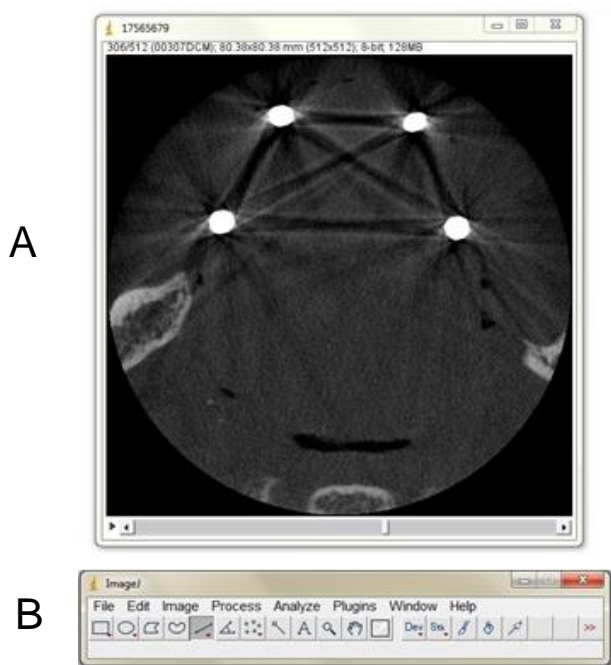 17565679
306/512 (00307DCM); 80.38x80.38 mm (512x512); 8-bit; 128MB
A
ImageJ
B
File Edit Image Process Analyze Plugins Window Help
A Dev Stk >>